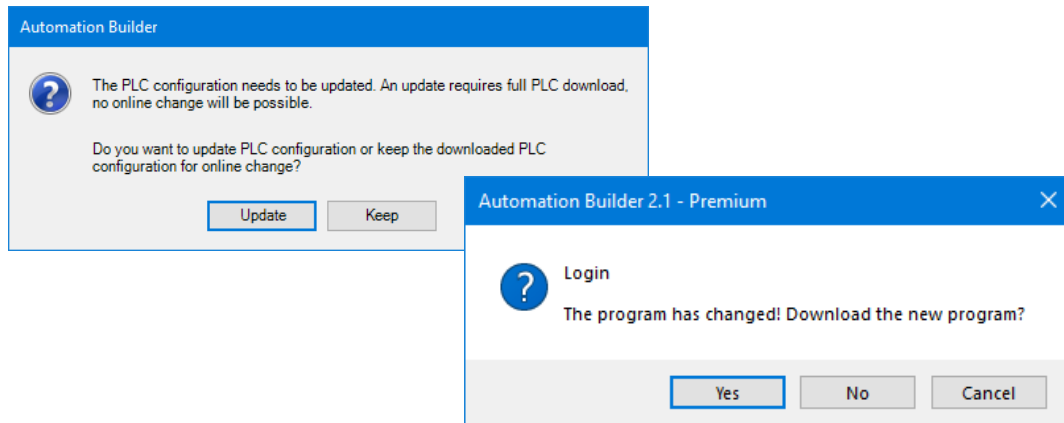 Automation Builder
The PLC configuration needs to be updated. An update requires full PLC download,
no online change will be possible.
Do you want to update PLC configuration or keep the downloaded PLC
configuration for online change?
Update
Keep
Automation Builder 2.1 - Premium
Login
The program has changed! Download the new program?
Yes
No
Cancel